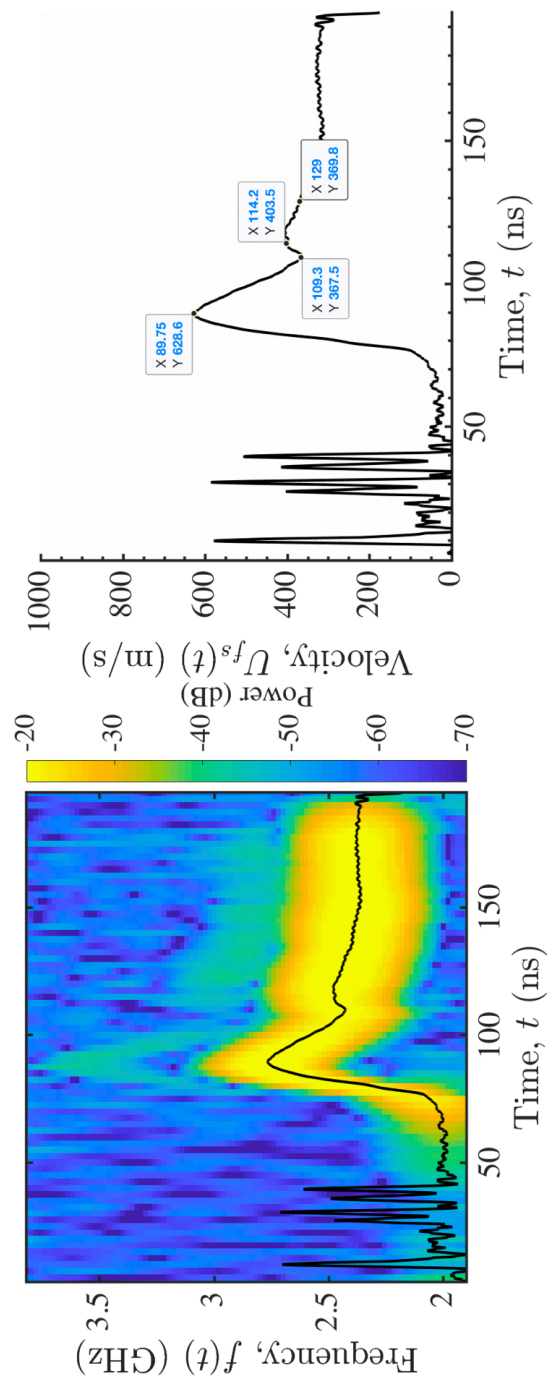 Frequency, f(t) (GHz)
3.5
3
2.5
2
50
100
150
Time, t (ns)
Power (dB)
-20
-30
-40
-50
-60
-70
Velocity, U_fs(t) (m/s)
1000
800
600
400
200
0
50
100
150
Time, t (ns)
X 89.75
Y 628.6
X 109.3
Y 367.5
X 114.2
Y 403.5
X 129
Y 369.8